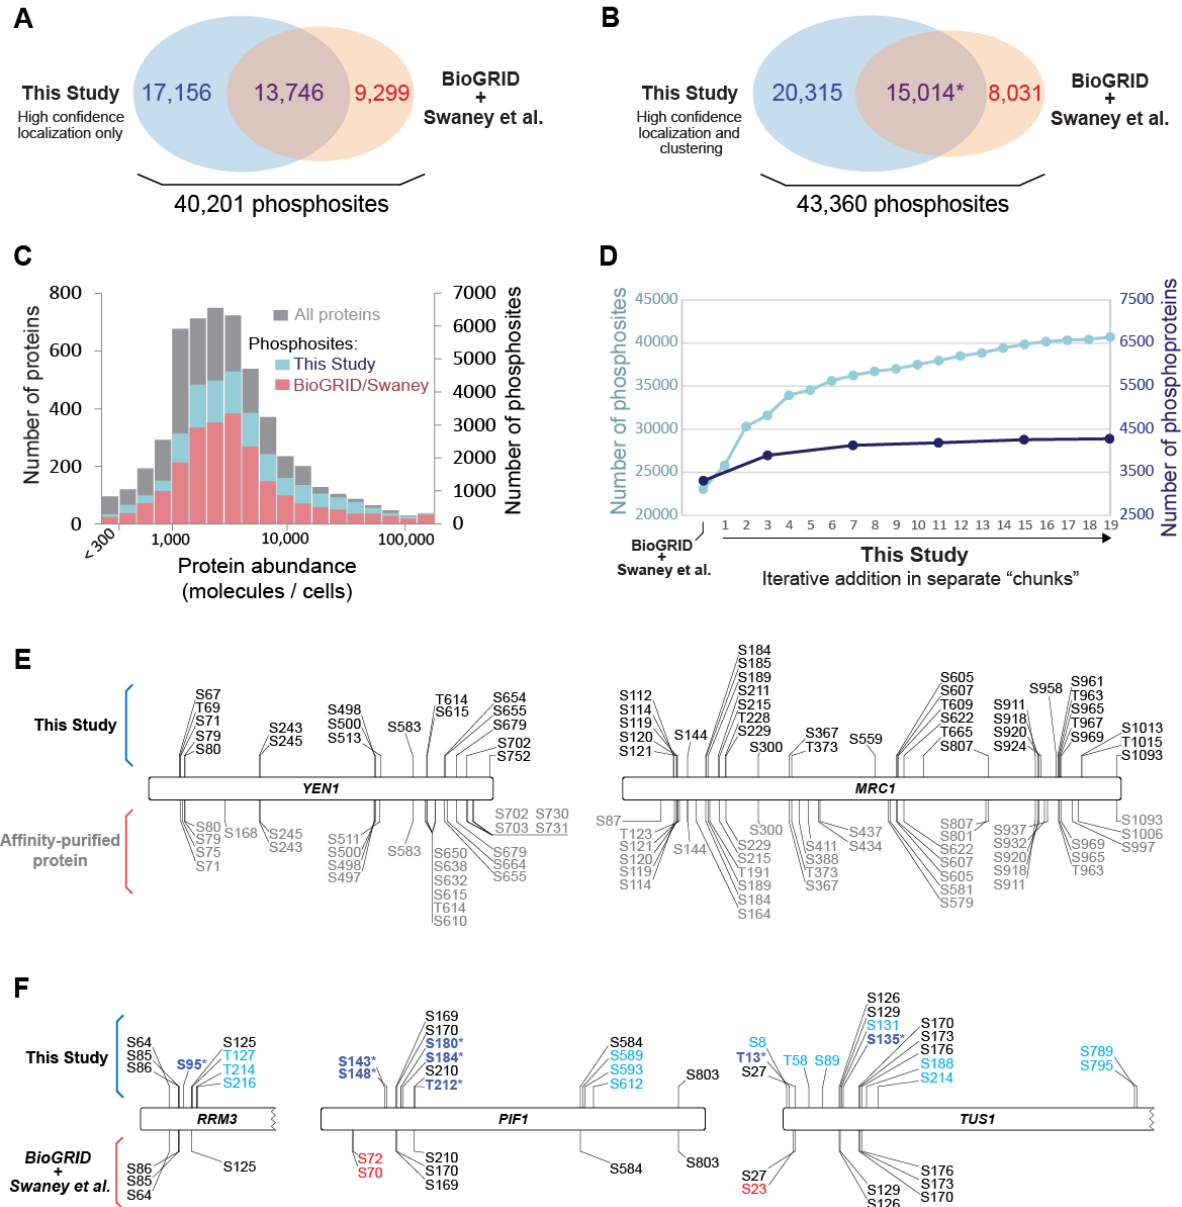 A
This Study
High confidence
localization only
17,156
13,746
9,299
BioGRID
+
Swaney et al.
40,201 phosphosites
B
This Study
High confidence
localization and
clustering
20,315
15,014*
8,031
BioGRID
+
Swaney et al.
43,360 phosphosites
C
Number of proteins
800
600
400
200
0
All proteins
Phosphosites:
This Study
BioGRID/Swaney
7000
6000
5000
4000
3000
2000
1000
0
Number of phosphosites
< 300
1,000
10,000
100,000
Protein abundance
(molecules / cells)
D
Number of phosphosites
45000
40000
35000
30000
25000
20000
7500
6500
5500
4500
3500
2500
Number of phosphoproteins
1 2 3 4 5 6 7 8 9 10 11 12 13 14 15 16 17 18 19
BioGRID
+
Swaney et al.
This Study
Iterative addition in separate “chunks”
E
This Study
S67
T69
S71
S79
S80
S243
S245
S498
S500
S513
S583
T614
S615
S654
S655
S679
S702
S752
YEN1
Affinity-purified
protein
S80
S79
S75
S71
S168
S245
S243
S511
S500
S498
S497
S583
S650
S638
S632
S615
T614
S610
S679
S664
S655
S702 S730
S703 S731
S112
S114
S119
S120
S121
S144
S184
S185
S189
S211
S215
T228
S229
S300
S367
T373
S559
S605
S607
T609
S622
T665
S807
S911
S918
S920
S924
S958
S961
T963
S965
T967
S969
S1013
T1015
S1093
MRC1
S87
T123
S121
S120
S119
S114
S144
S229
S215
T191
S189
S184
S164
S300
S411
S388
T373
S367
S437
S434
S807
S801
S622
S607
S605
S581
S579
S937
S932
S920
S918
S911
S969
S965
T963
S1093
S1006
S997
F
This Study
S64
S85
S86
S95*
S125
T127
T214
S216
RRM3
BioGRID
+
Swaney et al.
S86
S85
S64
S125
S143*
S148*
S169
S170
S180*
S184*
S210
T212*
S584
S589
S593
S612
S803
PIF1
S72
S70
S210
S170
S169
S584
S803
S8
T13*
S27
T58
S89
S126
S129
S131
S135*
S170
S173
S176
S188
S214
S789
S795
TUS1
S27
S23
S129
S126
S176
S173
S170